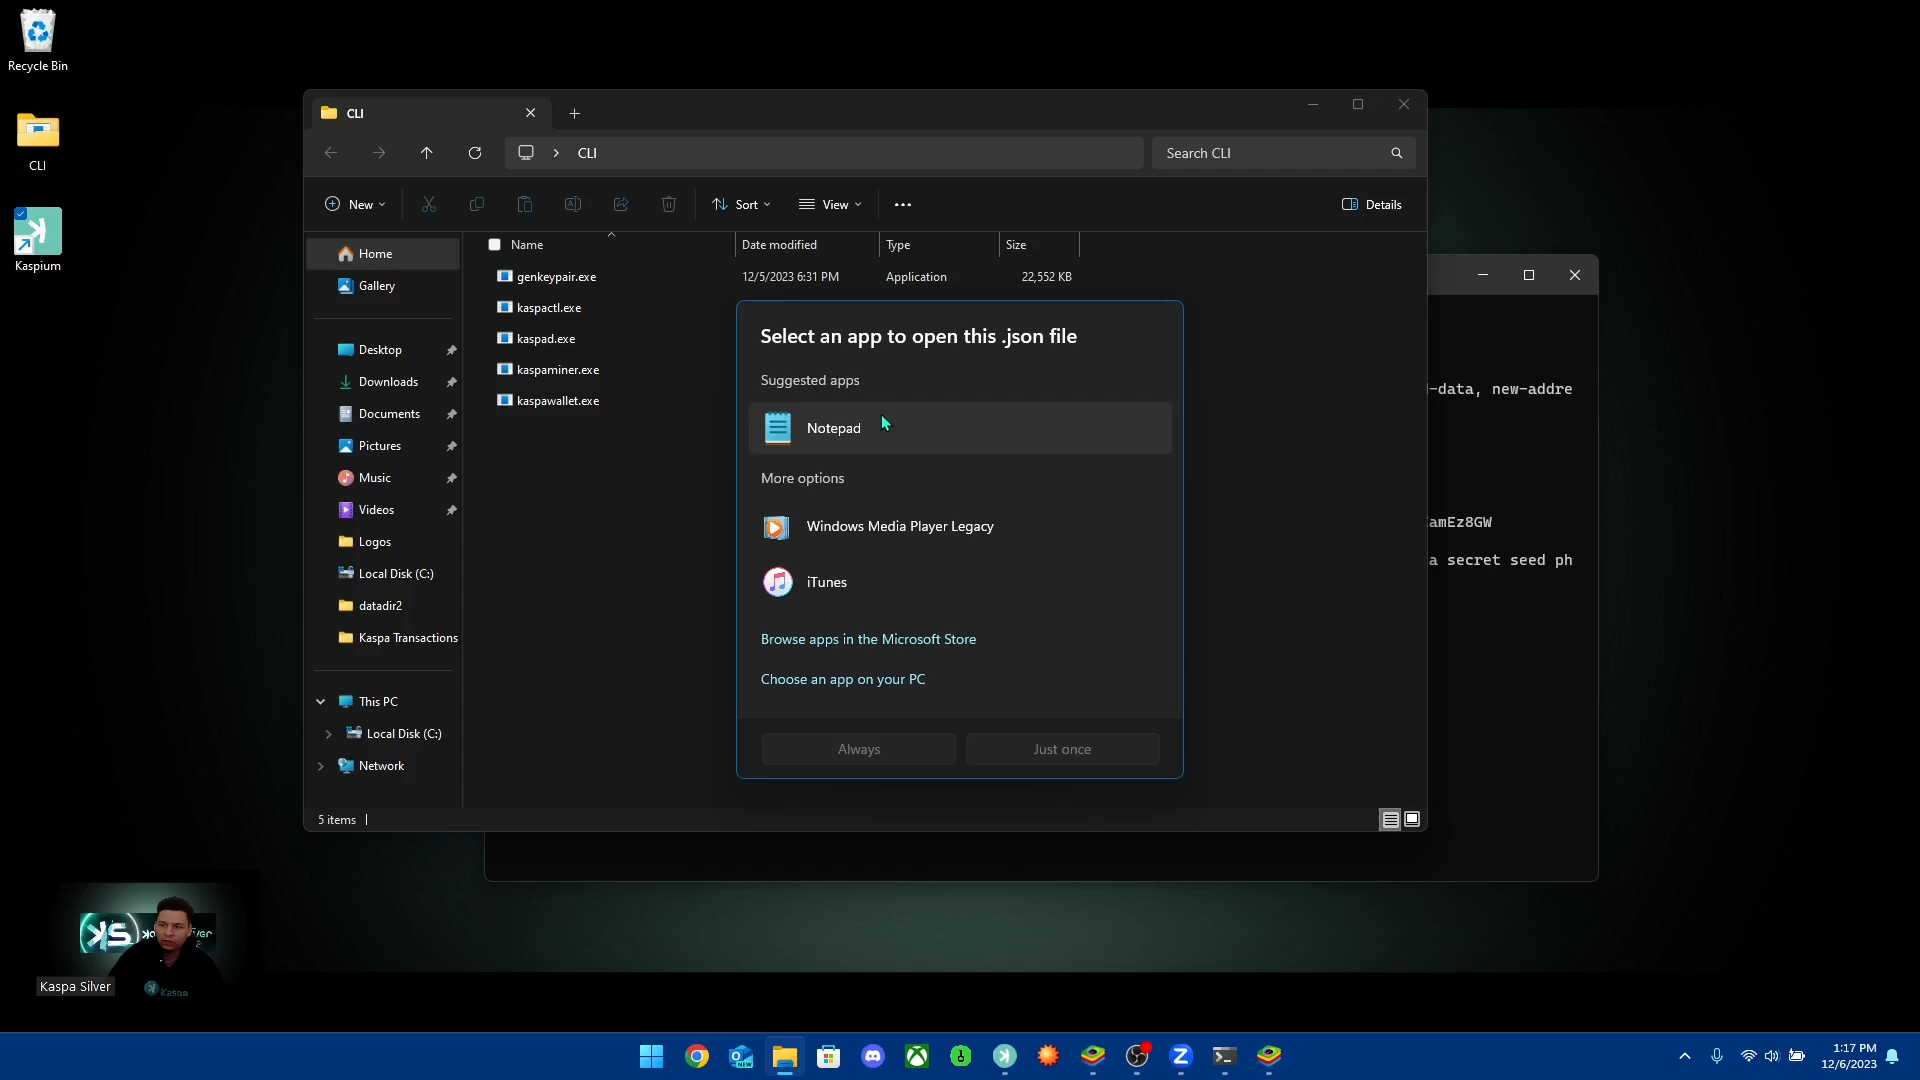 Recycle Bin
CLI
Kaspium
CLI
CLI
Search CLI
New
Sort
View
Details
Home
Gallery
Desktop
Downloads
Documents
Pictures
Music
Videos
Logos
Local Disk (C:)
datadir2
Kaspa Transactions
This PC
Local Disk (C:)
Network
Name Date modified Type Size
genkeypair.exe 12/5/2023 6:31 PM Application 22,552 KB
kaspactl.exe
kaspad.exe
kaspaminer.exe
kaspawallet.exe
Select an app to open this .json file
Suggested apps
Notepad
More options
Windows Media Player Legacy
iTunes
Browse apps in the Microsoft Store
Choose an app on your PC
Always Just once
-data, new-addre
amEz8GW
a secret seed ph
5 items
Kaspa Silver
Kaspa
1:17 PM
12/6/2023